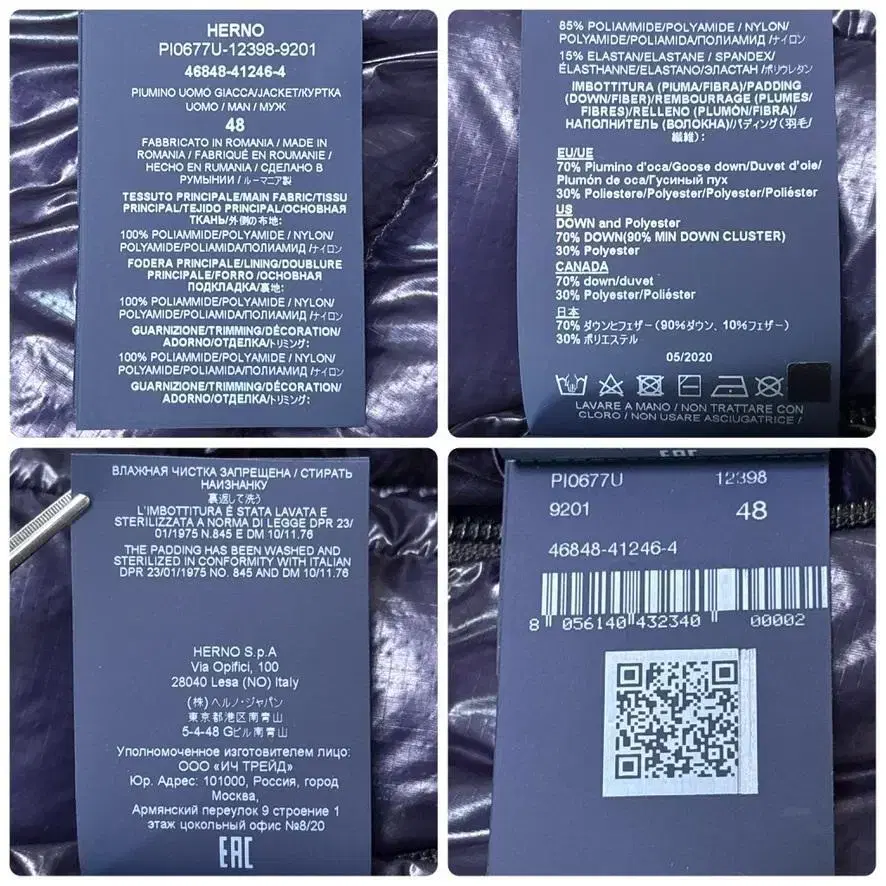 HERNO
PI0677U-12398-9201
46848-41246-4
PIUMINO UOMO GIACCA/JACKET/КУРТКА
UOMO / MAN / МУЖ
48
FABBRICATO IN ROMANIA / MADE IN
ROMANIA / FABRIQUÉ EN ROUMANIE /
HECHO EN RUMANIA / СДЕЛАНО В
РУМЫНИИ / ルーマニア製
TESSUTO PRINCIPALE/MAIN FABRIC/TISSU
PRINCIPAL/TEJIDO PRINCIPAL/ОСНОВНАЯ
ТКАНЬ/外側の布地:
100% POLIAMMIDE/POLYAMIDE / NYLON/
POLYAMIDE/POLIAMIDA/ПОЛИАМИД /ナイロン
FODERA PRINCIPALE/LINING/DOUBLURE
PRINCIPALE/FORRO /ОСНОВНАЯ
ПОДКЛАДКА/裏地:
100% POLIAMMIDE/POLYAMIDE / NYLON/
POLYAMIDE/POLIAMIDA/ПОЛИАМИД /ナイロン
GUARNIZIONE/TRIMMING/DÉCORATION/
ADORNO/ОТДЕЛКА/トリミング:
100% POLIAMMIDE/POLYAMIDE / NYLON/
POLYAMIDE/POLIAMIDA/ПОЛИАМИД /ナイロン
GUARNIZIONE/TRIMMING/DÉCORATION/
ADORNO/ОТДЕЛКА/トリミング:
85% POLIAMMIDE/POLYAMIDE / NYLON/
POLYAMIDE/POLIAMIDA/ПОЛИАМИД /ナイロン
15% ELASTAN/ELASTANE / SPANDEX/
ÉLASTHANNE/ELASTANO/ЭЛАСТАН /ポリウレタン
IMBOTTITURA (PIUMA/FIBRA)/PADDING
(DOWN/FIBER)/REMBOURRAGE (PLUMES/
FIBRES)/RELLENO (PLUMÓN/FIBRA)/
НАПОЛНИТЕЛЬ (ВОЛОКНА)/パディング (羽毛/
繊維):
EU/UE
70% Piumino d'oca/Goose down/Duvet d'oie/
Plumón de oca/Гусиный пух
30% Poliestere/Polyester/Polyester/Poliéster
US
DOWN and Polyester
70% DOWN(90% MIN DOWN CLUSTER)
30% Polyester
CANADA
70% down/duvet
30% Polyester/Poliéster
日本
70% ダウンとフェザー (90%ダウン、10%フェザー)
30% ポリエステル
05/2020
LAVARE A MANO / NON TRATTARE CON
CLORO / NON USARE ASCIUGATRICE /
ВЛАЖНАЯ ЧИСТКА ЗАПРЕЩЕНА / СТИРАТЬ
НАИЗНАНКУ
裏返して洗う
L'IMBOTTITURA É STATA LAVATA E
STERILIZZATA A NORMA DI LEGGE DPR 23/
01/1975 N.845 E DM 10/11.76
THE PADDING HAS BEEN WASHED AND
STERILIZED IN CONFORMITY WITH ITALIAN
DPR 23/01/1975 NO. 845 AND DM 10/11.76
HERNO S.p.A
Via Opifici, 100
28040 Lesa (NO) Italy
(株) ヘルノ・ジャパン
東京都港区南青山
5-4-48 Gビル南青山
Уполномоченное изготовителем лицо:
ООО «ИЧ ТРЕЙД»
Юр. Адрес: 101000, Россия, город
Москва,
Армянский переулок 9 строение 1
этаж цокольный офис №8/20
EAC
EAC
PI0677U 12398
9201 48
46848-41246-4
8 056140 432340 00002